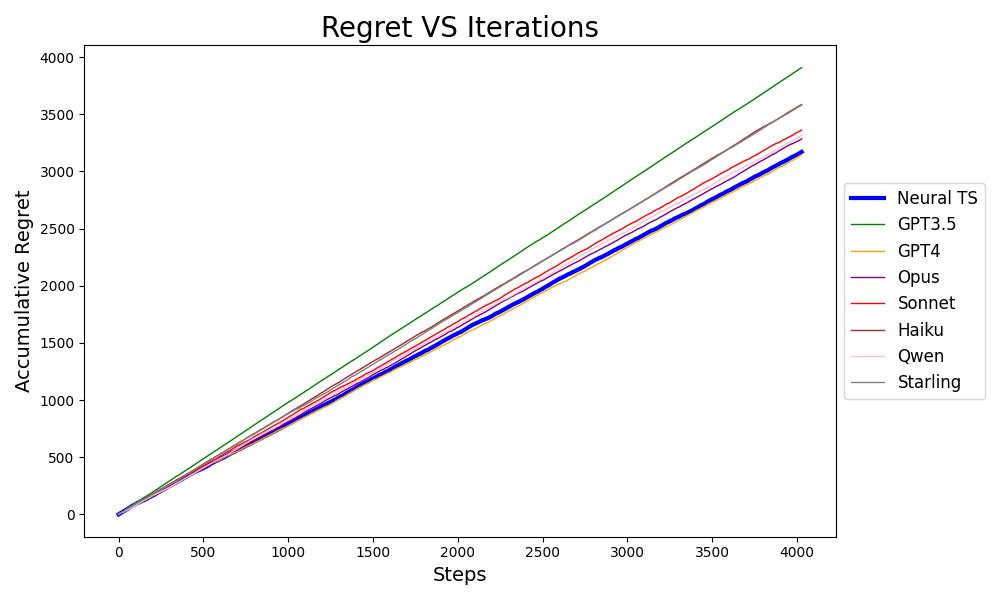 Regret VS Iterations
Accumulative Regret
4000
3500
3000
2500
2000
1500
1000
500
0
0 500 1000 1500 2000 2500 3000 3500 4000
Steps
Neural TS
GPT3.5
GPT4
Opus
Sonnet
Haiku
Qwen
Starling